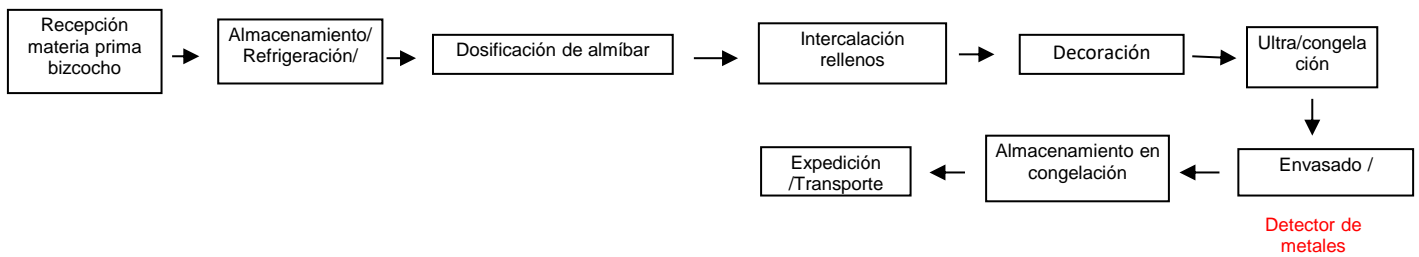 Recepción
materia prima
bizcocho
Almacenamiento/
Refrigeración/
Dosificación de almíbar
Intercalación
rellenos
Decoración
Ultra/congela
ción
Expedición
/Transporte
Almacenamiento en
congelación
Envasado /
Detector de
metales